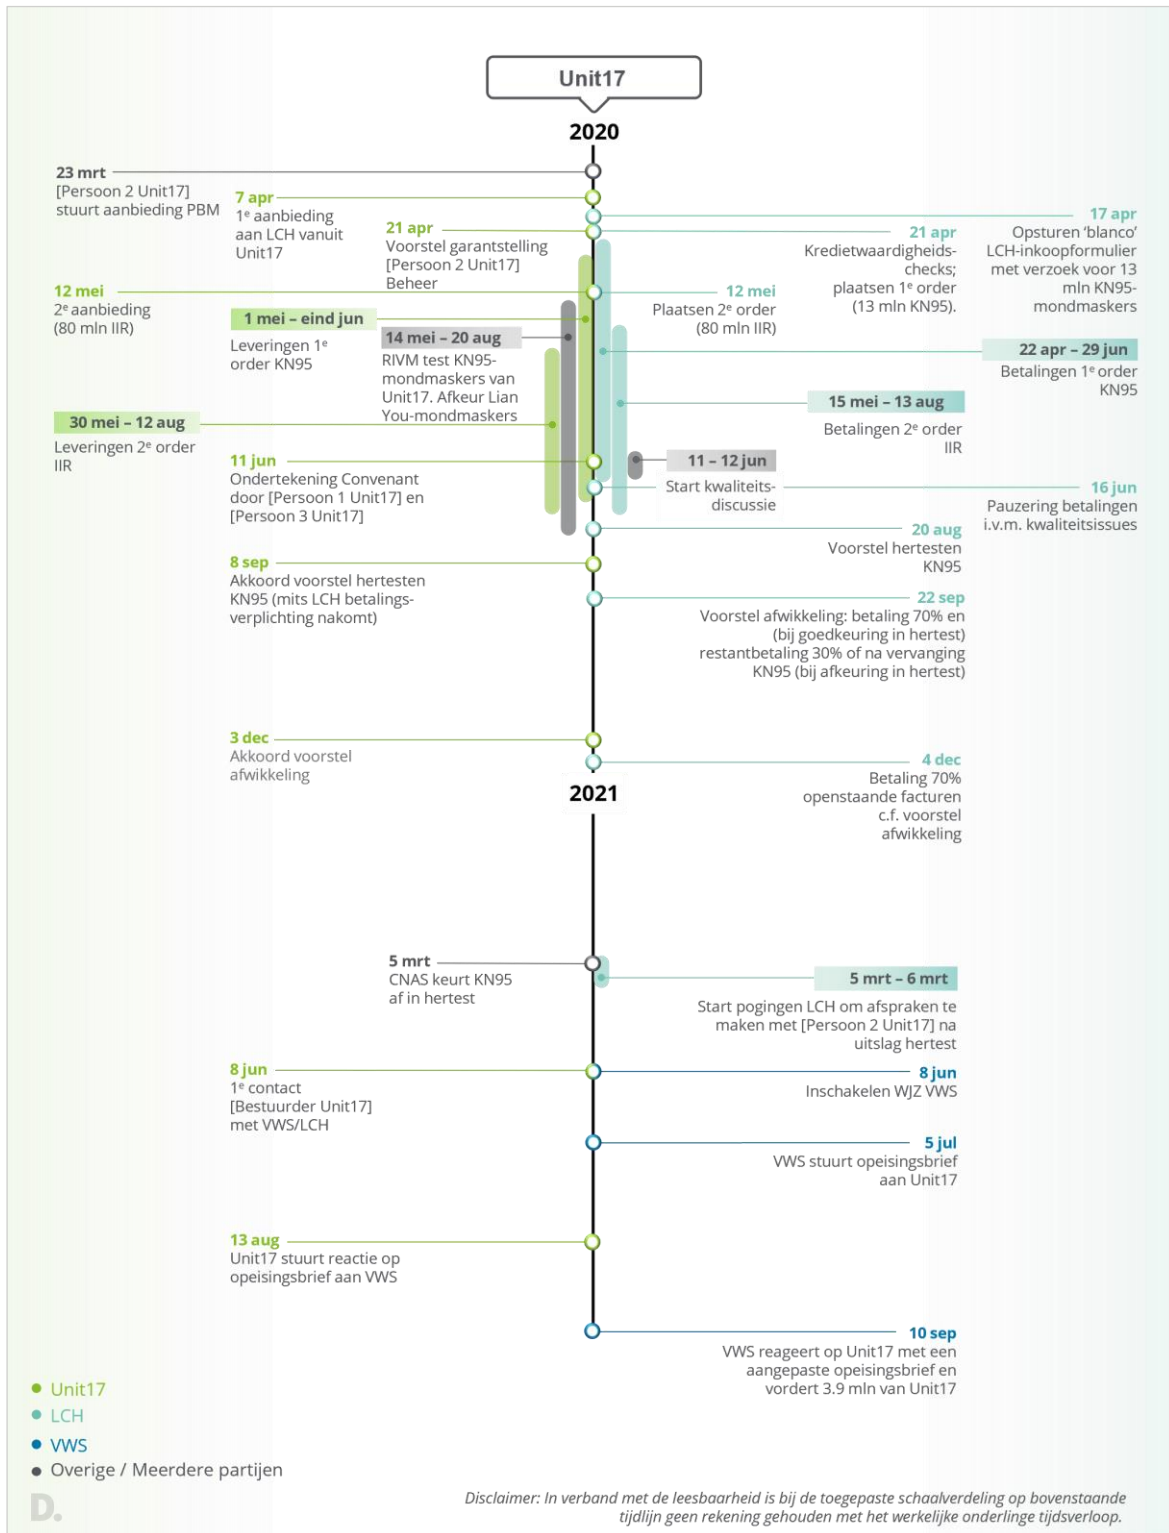 Unit17
2020
23 mrt
[Persoon 2 Unit17]
stuurt aanbieding PBM
7 apr
1e aanbieding
aan LCH vanuit
Unit17
17 apr
Opsturen ‘blanco’
LCH-inkoopformulier
met verzoek voor 13
mln KN95-
mondmaskers
21 apr
Voorstel garantstelling
[Persoon 2 Unit17]
Beheer
21 apr
Kredietwaardigheids-
checks;
plaatsen 1e order
(13 mln KN95).
12 mei
2e aanbieding
(80 mln IIR)
12 mei
Plaatsen 2e order
(80 mln IIR)
1 mei – eind jun
Leveringen 1e
order KN95
14 mei – 20 aug
RIVM test KN95-
mondmaskers van
Unit17. Afkeur Lian
You-mondmaskers
22 apr – 29 jun
Betalingen 1e order
KN95
15 mei – 13 aug
Betalingen 2e order
IIR
30 mei – 12 aug
Leveringen 2e order
IIR
11 jun
Ondertekening Convenant
door [Persoon 1 Unit17] en
[Persoon 3 Unit17]
11 – 12 jun
Start kwaliteits-
discussie
16 jun
Pauzering betalingen
i.v.m. kwaliteitsissues
20 aug
Voorstel hertesten
KN95
8 sep
Akkoord voorstel hertesten
KN95 (mits LCH betalings-
verplichting nakomt)
22 sep
Voorstel afwikkeling: betaling 70% en
(bij goedkeuring in hertest)
restantbetaling 30% of na vervanging
KN95 (bij afkeuring in hertest)
3 dec
Akkoord voorstel
afwikkeling
4 dec
Betaling 70%
openstaande facturen
c.f. voorstel
afwikkeling
2021
5 mrt
CNAS keurt KN95
af in hertest
5 mrt – 6 mrt
Start pogingen LCH om afspraken te
maken met [Persoon 2 Unit17] na
uitslag hertest
8 jun
1e contact
[Bestuurder Unit17]
met VWS/LCH
8 jun
Inschakelen WJZ VWS
5 jul
VWS stuurt opeisingsbrief
aan Unit17
13 aug
Unit17 stuurt reactie op
opeisingsbrief aan VWS
10 sep
VWS reageert op Unit17 met een
aangepaste opeisingsbrief en
vordert 3.9 mln van Unit17
Unit17
LCH
VWS
Overige / Meerdere partijen
D.
Disclaimer: In verband met de leesbaarheid is bij de toegepaste schaalverdeling op bovenstaande
tijdlijn geen rekening gehouden met het werkelijke onderlinge tijdsverloop.